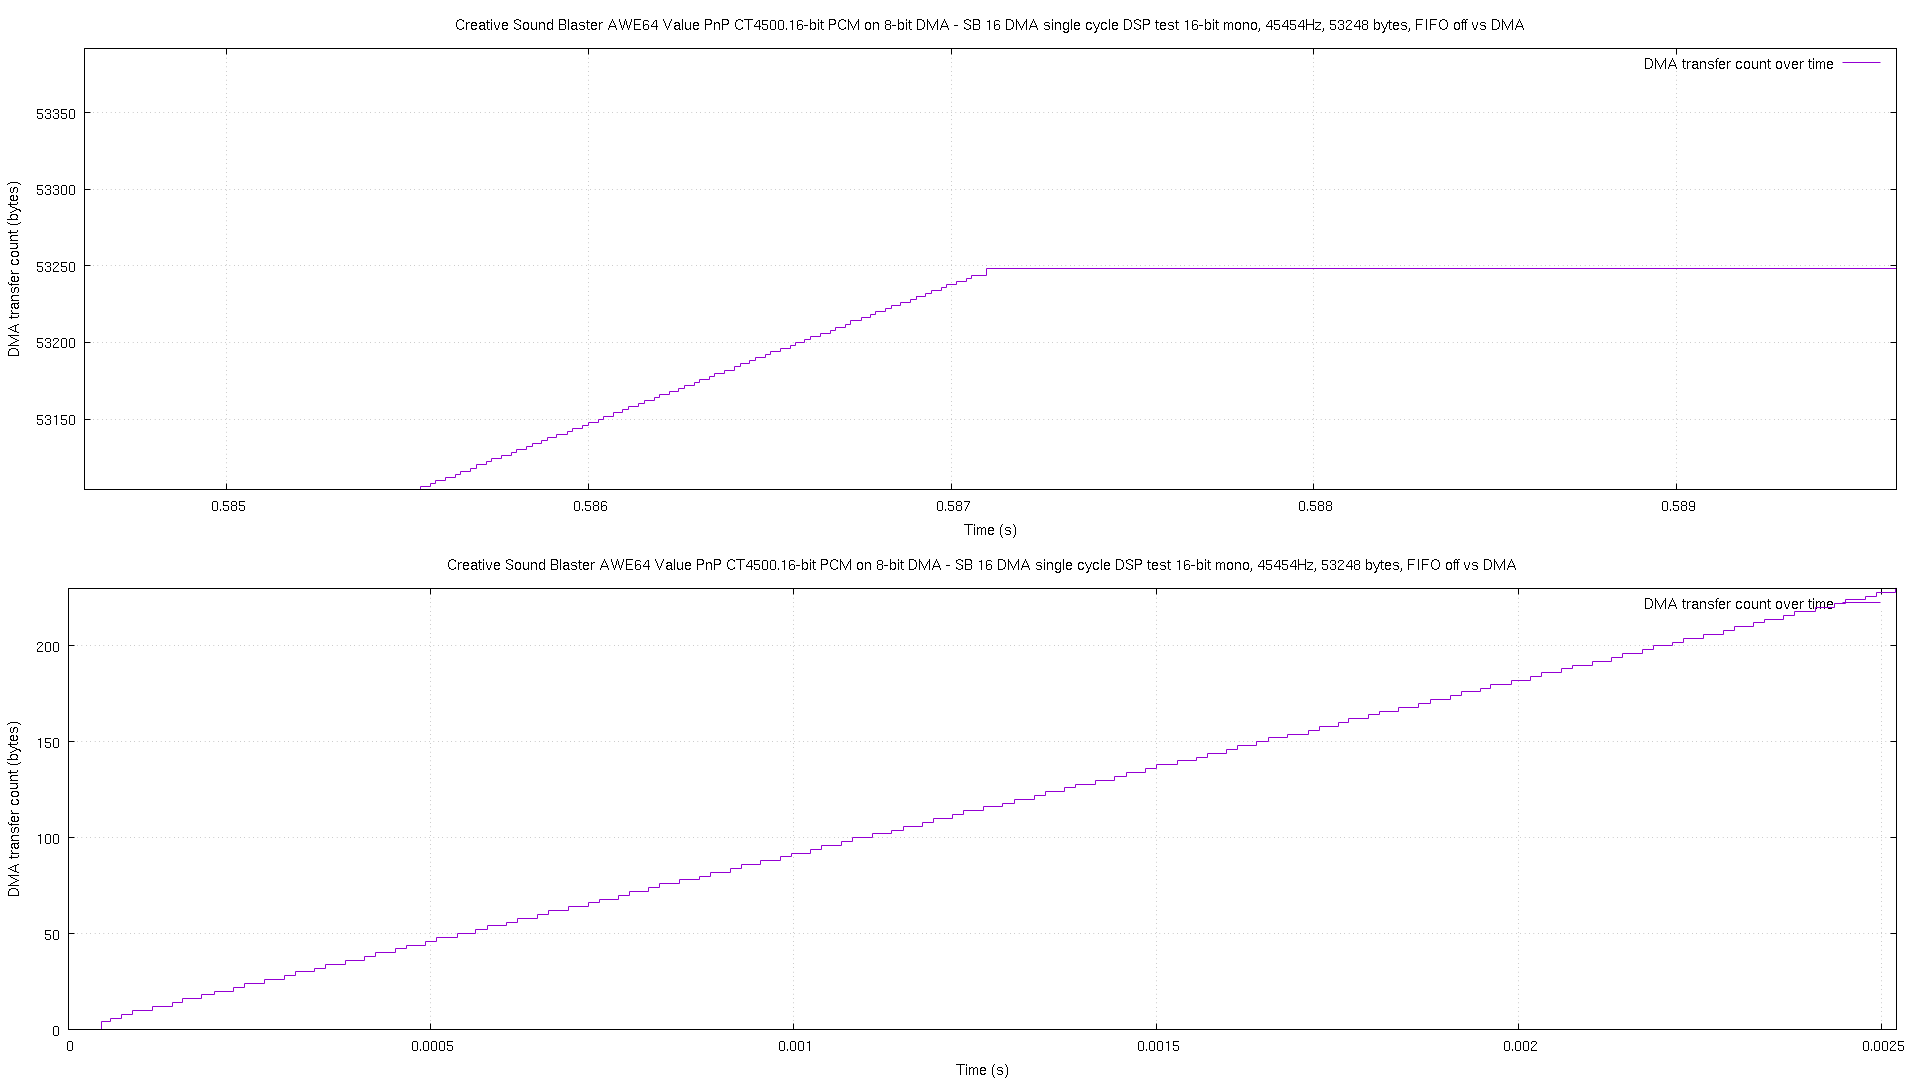 Creative Sound Blaster AWE64 Value PnP CT4500.16-bit PCM on 8-bit DMA - SB 16 DMA single cycle DSP test 16-bit mono, 45454Hz, 53248 bytes, FIFO off vs DMA
DMA transfer count over time
53350
53300
53250
53200
53150
DMA transfer count (bytes)
0.585 0.586 0.587 0.588 0.589
Time (s)
Creative Sound Blaster AWE64 Value PnP CT4500.16-bit PCM on 8-bit DMA - SB 16 DMA single cycle DSP test 16-bit mono, 45454Hz, 53248 bytes, FIFO off vs DMA
DMA transfer count over time
200
150
100
50
0
DMA transfer count (bytes)
0 0.0005 0.001 0.0015 0.002 0.0025
Time (s)